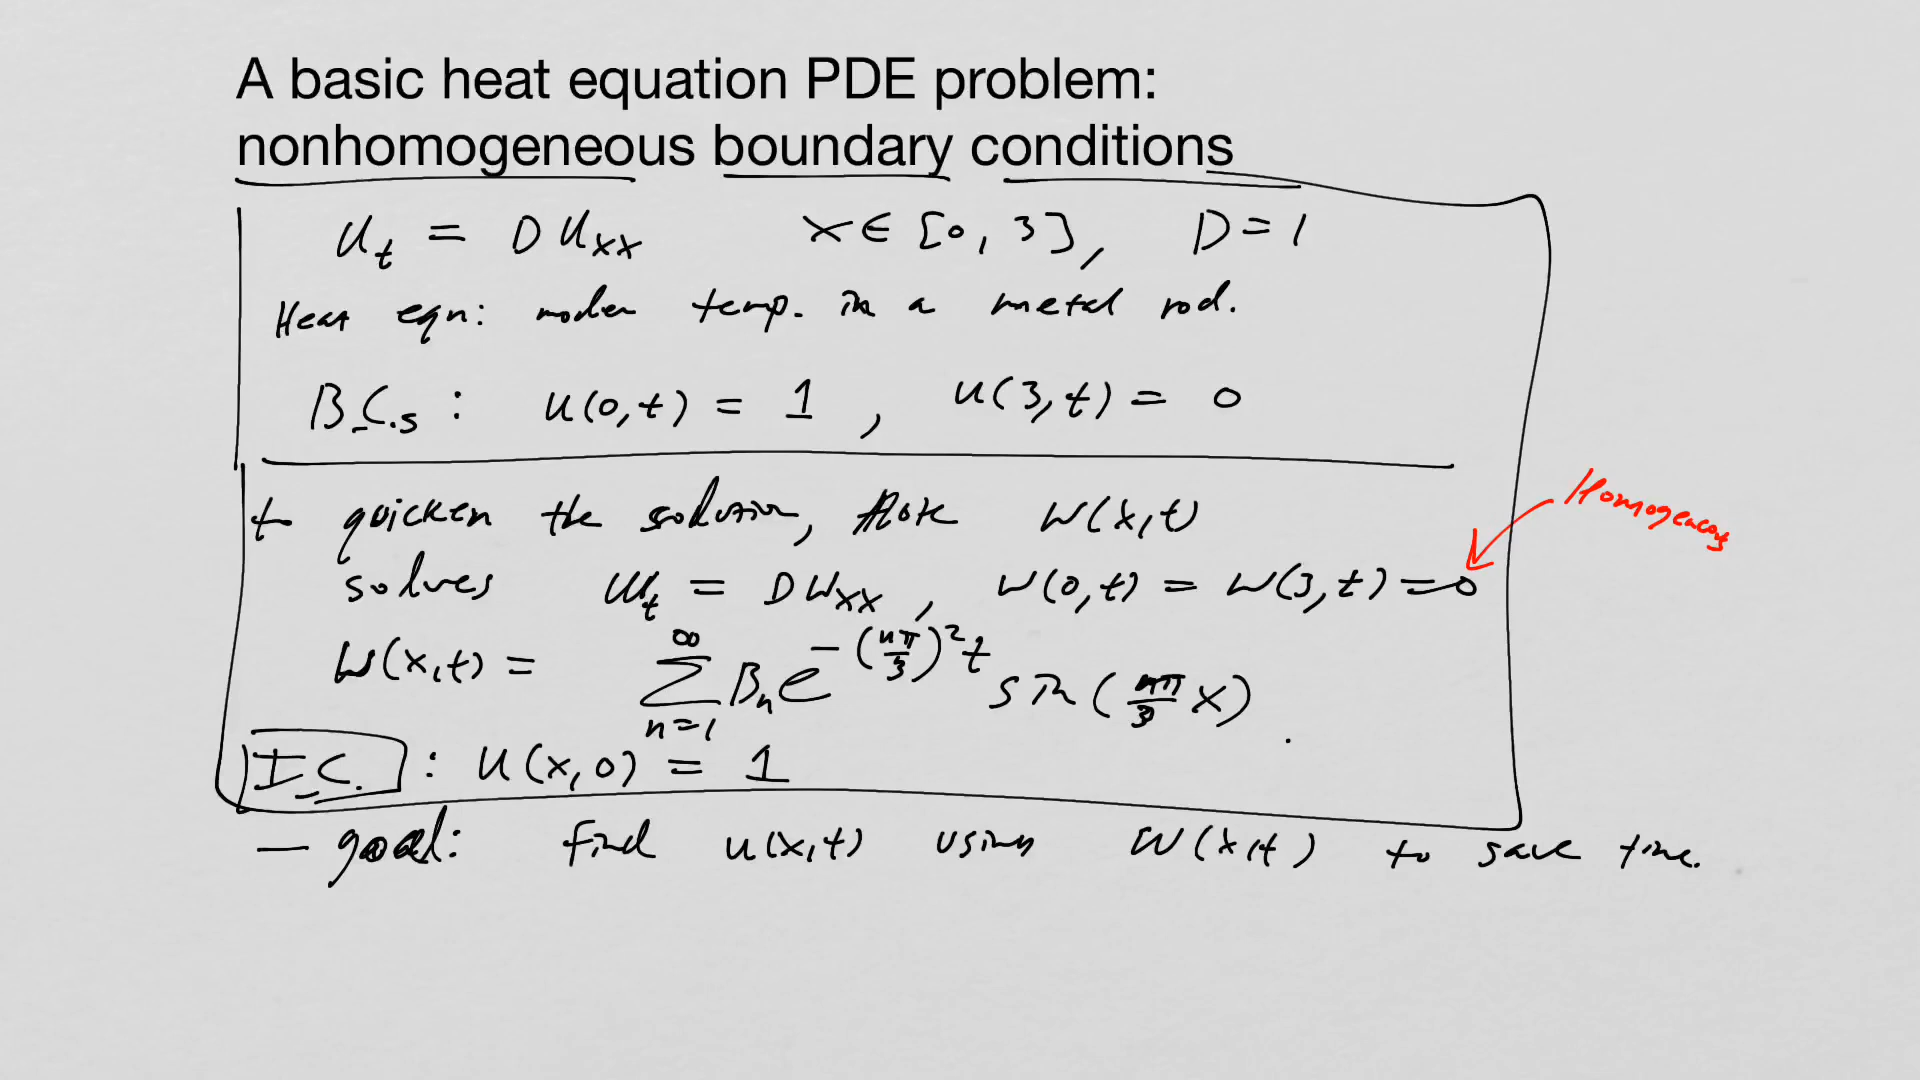 A basic heat equation PDE problem:
nonhomogeneous boundary conditions
u_t = D u_xx x ∈ [0, 3], D = 1
Heat eqn: model temp. in a metal rod.
B.C.s : u(0,t) = 1 , u(3,t) = 0
to quicken the solution, note w(x,t)
Homogeneous
solves w_t = D w_xx , w(0,t) = w(3,t) = 0
w(x,t) = ∑_{n=1}^{∞} B_n e^{-(nπ/3)^2 t} sin(nπ/3 x) .
I.C. : u(x,0) = 1
– goal: find u(x,t) using w(x,t) to save time.